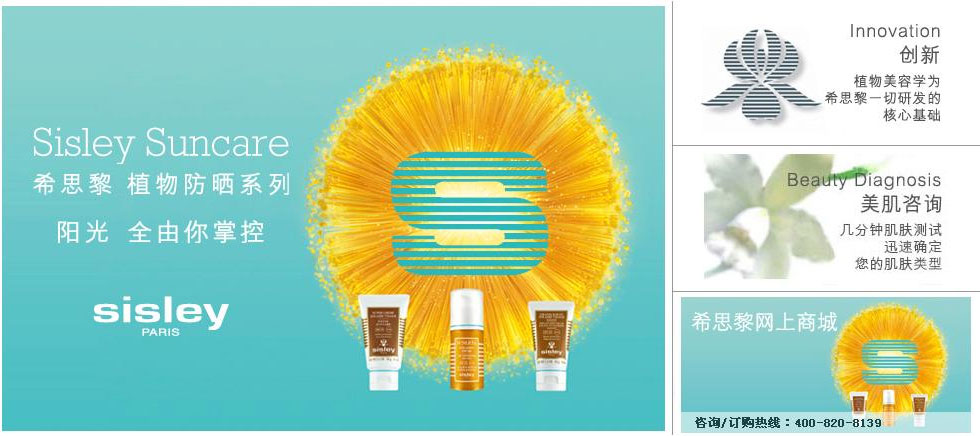 Sisley Suncare
希思黎 植物防晒系列
阳光 全由你掌控
sisley
PARIS
sisley
sisley
sisley
Innovation
创新
植物美容学为
希思黎一切研发的
核心基础
Beauty Diagnosis
美肌咨询
几分钟肌肤测试
迅速确定
您的肌肤类型
希思黎网上商城
咨询/订购热线：400-820-8139